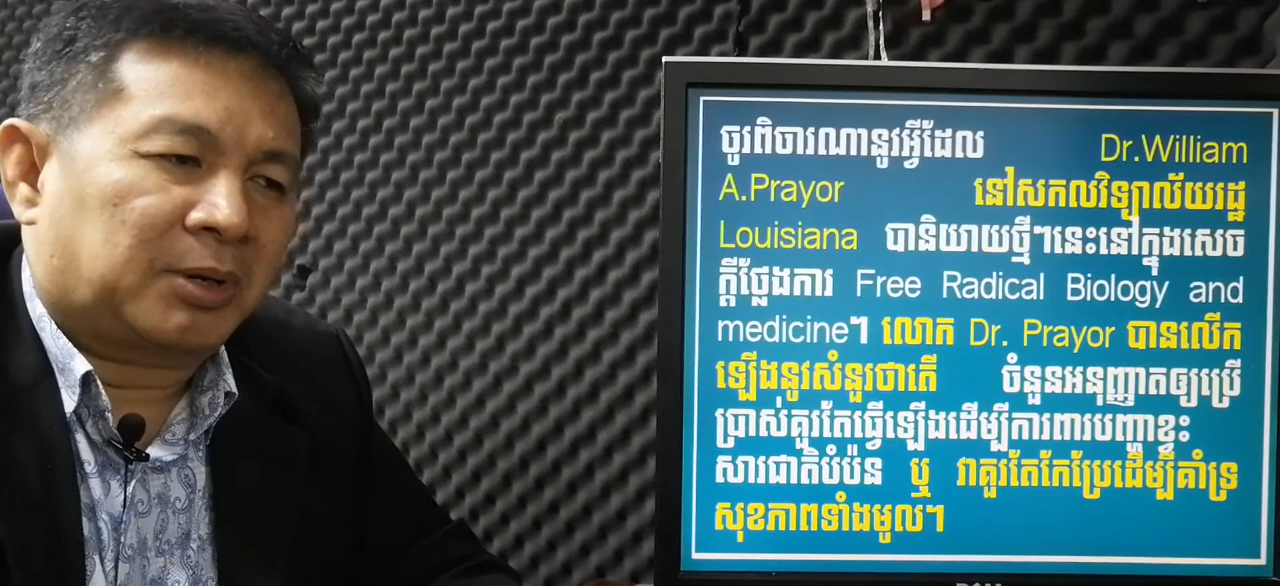 ចូរពិចារណានូវអ្វីដែល Dr.William
A.Prayor នៅសកលវិទ្យាល័យរដ្ឋ
Louisiana បានិយាយថ្មីៗនេះនៅក្នុងសេច
ក្តីថ្លែងការ Free Radical Biology and
medicine។ លោក Dr. Prayor បានលើក
ឡើងនូវសំនួរថាតើ ចំនួនអនុញ្ញាតឲ្យប្រើ
ប្រាស់គួរតែធ្វើឡើងដើម្បីការពារបញ្ហាខ្វះ
សារជាតិបំប៉ន ឬ វាគួរតែកែប្រែដើម្បីគាំទ្រ
សុខភាពទាំងមូល។